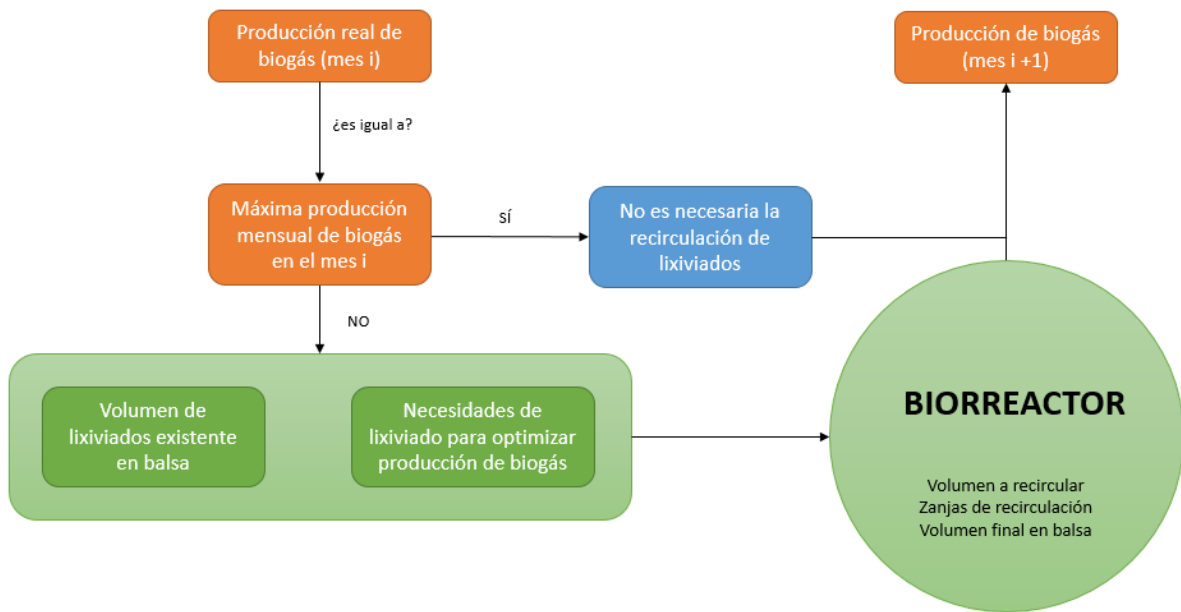 Producción real de
biogás (mes i)
Producción de biogás
(mes i +1)
¿es igual a?
Máxima producción
mensual de biogás
en el mes i
SÍ
No es necesaria la
recirculación de
lixiviados
NO
Volumen de
lixiviados existente
en balsa
Necesidades de
lixiviado para optimizar
producción de biogás
BIORREACTOR
Volumen a recircular
Zanjas de recirculación
Volumen final en balsa